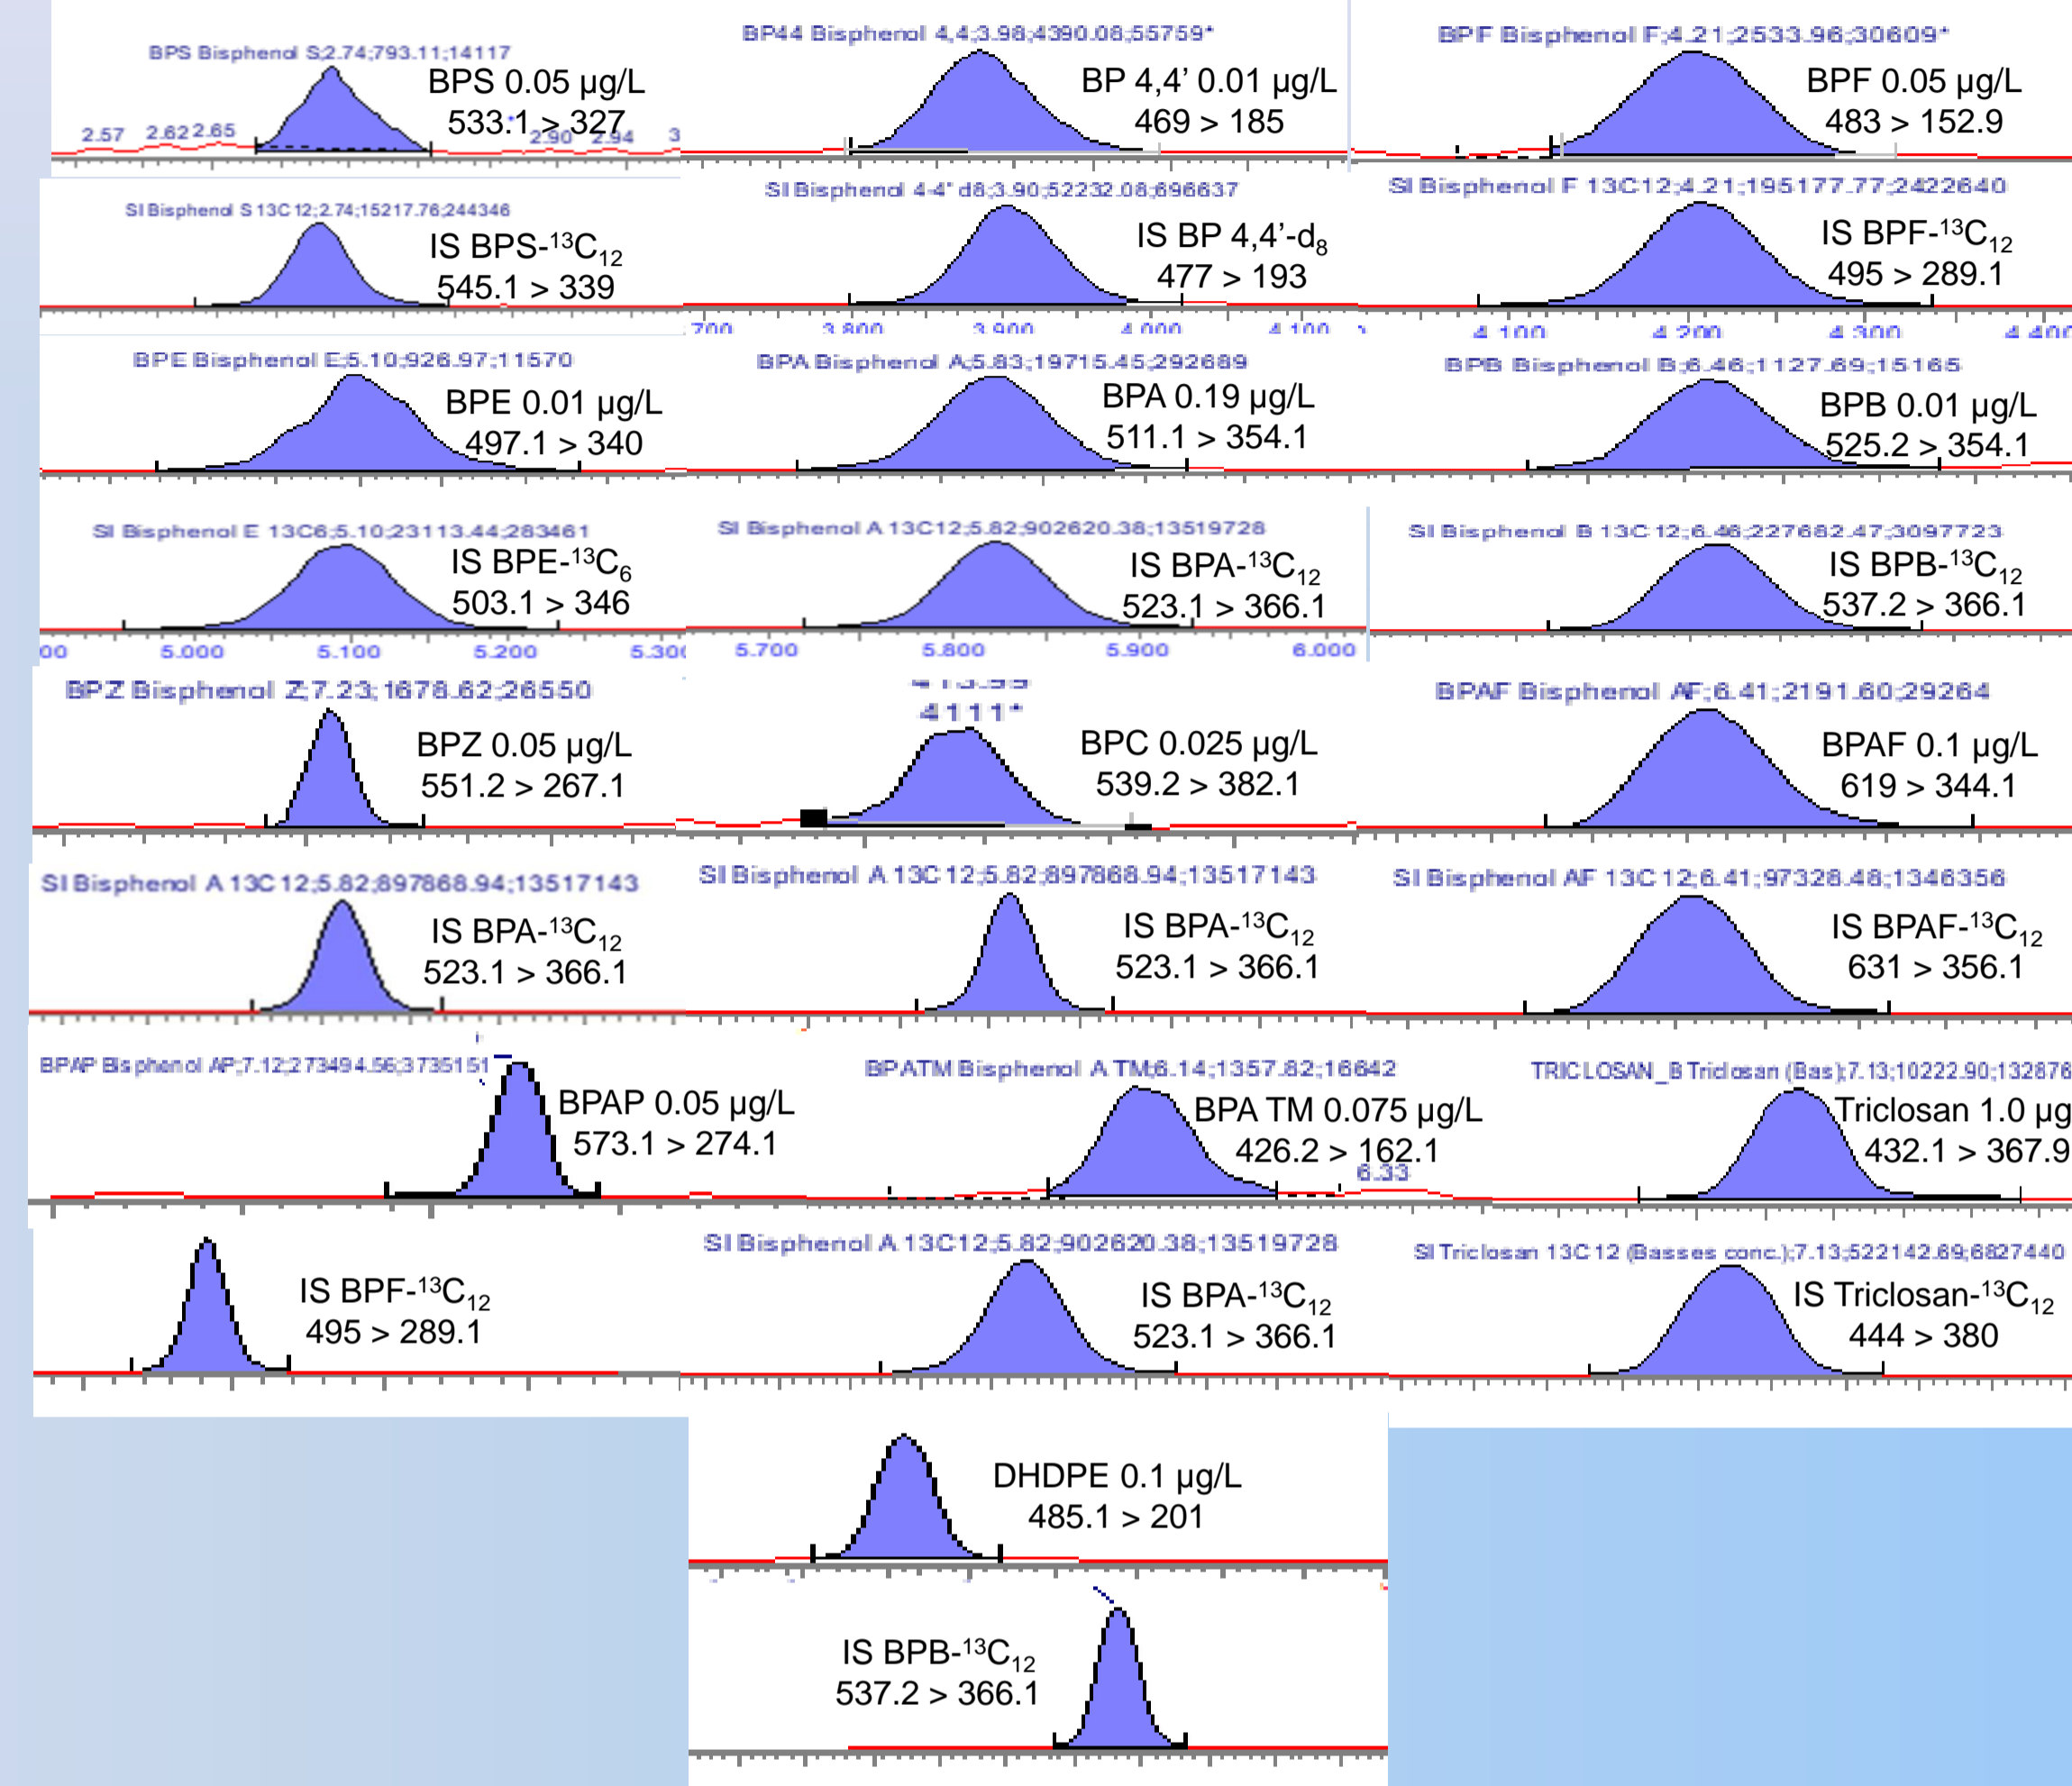 BPS Bisphenol S;2.74;793.11;14117
BPS 0.05 µg/L
533.1 > 327
2.57 2.62 2.65 2.90 2.94 3
BP44 Bisphenol 4,4;3.98;4390.08;55759*
BP 4,4’ 0.01 µg/L
469 > 185
BPF Bisphenol F;4.21;2533.96;30609*
BPF 0.05 µg/L
483 > 152.9
SI Bisphenol S 13C12;2.74;15217.76;244346
IS BPS-¹³C₁₂
545.1 > 339
SI Bisphenol 4-4' d8;3.90;52232.08;696637
IS BP 4,4’-d₈
477 > 193
.700 3.800 3.900 4.000 4.100
SI Bisphenol F 13C12;4.21;195177.77;2422640
IS BPF-¹³C₁₂
495 > 289.1
4.100 4.200 4.300 4.400
BPE Bisphenol E;5.10;926.97;11570
BPE 0.01 µg/L
497.1 > 340
BPA Bisphenol A;5.83;19715.45;292689
BPA 0.19 µg/L
511.1 > 354.1
BPB Bisphenol B;6.46;1127.69;15165
BPB 0.01 µg/L
525.2 > 354.1
SI Bisphenol E 13C6;5.10;23113.44;283461
IS BPE-¹³C₆
503.1 > 346
00 5.000 5.100 5.200 5.300
SI Bisphenol A 13C12;5.82;902620.38;13519728
IS BPA-¹³C₁₂
523.1 > 366.1
5.700 5.800 5.900 6.000
SI Bisphenol B 13C12;6.46;227682.47;3097723
IS BPB-¹³C₁₂
537.2 > 366.1
BPZ Bisphenol Z;7.23;1678.62;26550
BPZ 0.05 µg/L
551.2 > 267.1
4111*
BPC 0.025 µg/L
539.2 > 382.1
BPAF Bisphenol AF;6.41;2191.60;29264
BPAF 0.1 µg/L
619 > 344.1
SI Bisphenol A 13C12;5.82;897868.94;13517143
IS BPA-¹³C₁₂
523.1 > 366.1
SI Bisphenol A 13C12;5.82;897868.94;13517143
IS BPA-¹³C₁₂
523.1 > 366.1
SI Bisphenol AF 13C12;6.41;97328.48;1346356
IS BPAF-¹³C₁₂
631 > 356.1
BPAP Bisphenol AP;7.12;273494.56;3735151
BPAP 0.05 µg/L
573.1 > 274.1
BPATM Bisphenol A TM;6.14;1357.82;16642
BPA TM 0.075 µg/L
426.2 > 162.1
6.33
TRICLOSAN_B Triclosan (Bas);7.13;10222.90;132876
Triclosan 1.0 µg
432.1 > 367.9
IS BPF-¹³C₁₂
495 > 289.1
SI Bisphenol A 13C12;5.82;902620.38;13519728
IS BPA-¹³C₁₂
523.1 > 366.1
SI Triclosan 13C12 (Basses conc.);7.13;522142.69;6827440
IS Triclosan-¹³C₁₂
444 > 380
DHDPE 0.1 µg/L
485.1 > 201
IS BPB-¹³C₁₂
537.2 > 366.1